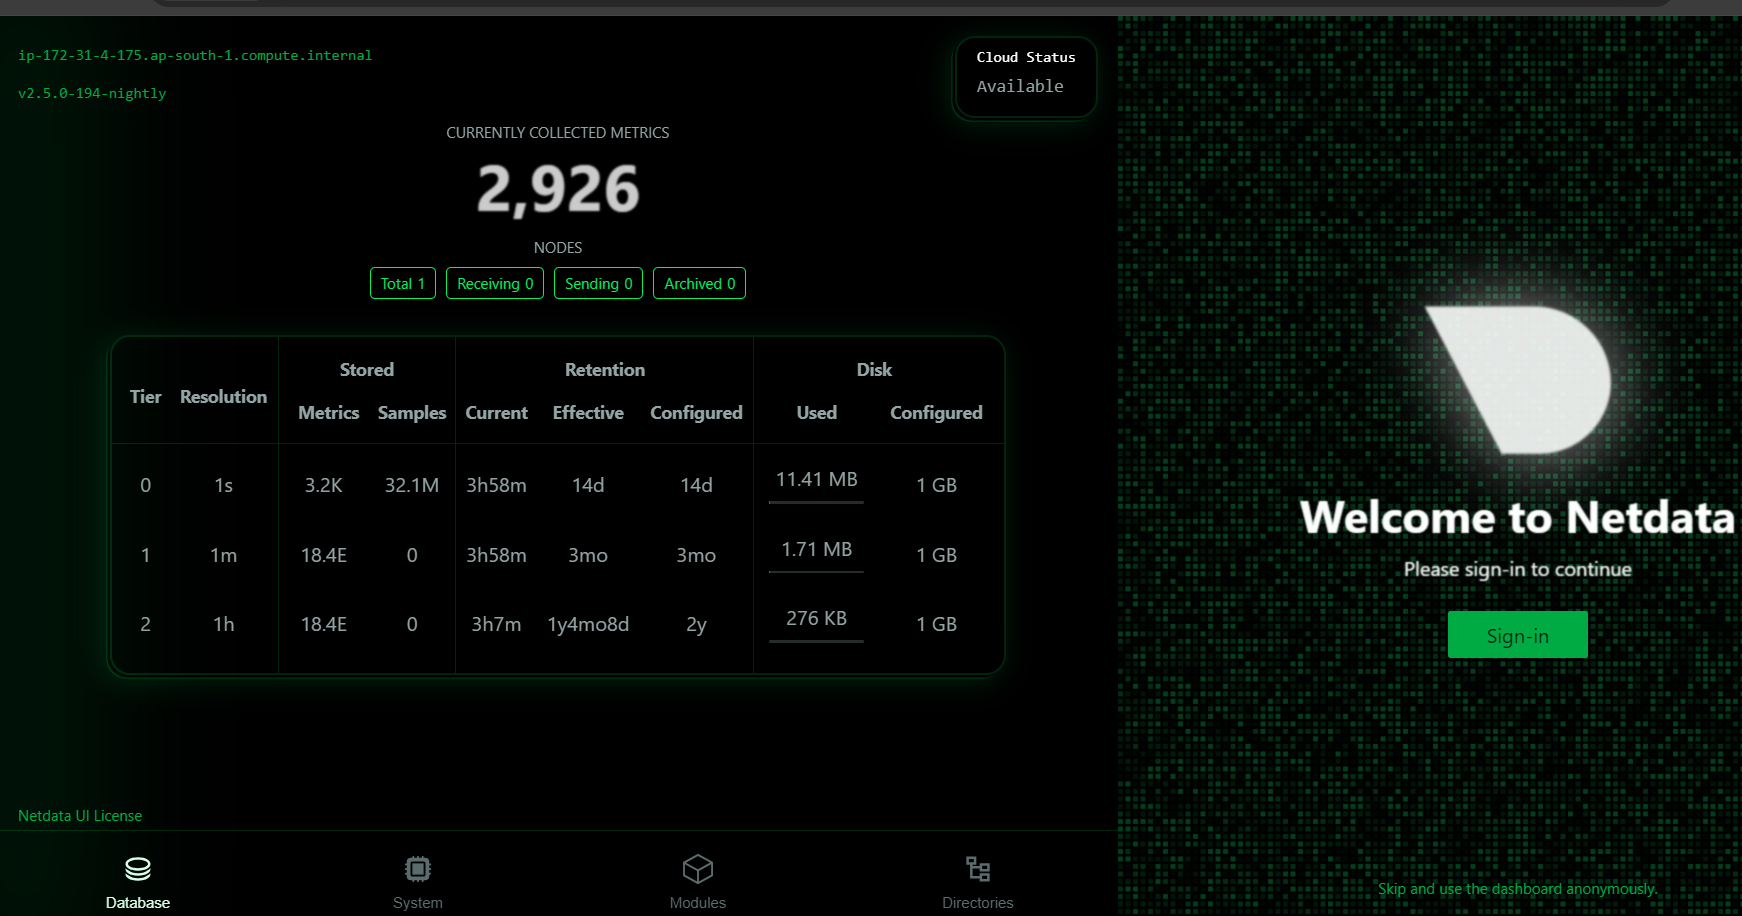 ip-172-31-4-175.ap-south-1.compute.internal
v2.5.0-194-nightly
Cloud Status
Available
CURRENTLY COLLECTED METRICS
2,926
NODES
Total 1 Receiving 0 Sending 0 Archived 0
Stored Retention Disk
Tier Resolution Metrics Samples Current Effective Configured Used Configured
0 1s 3.2K 32.1M 3h58m 14d 14d 11.41 MB 1 GB
1 1m 18.4E 0 3h58m 3mo 3mo 1.71 MB 1 GB
2 1h 18.4E 0 3h7m 1y4mo8d 2y 276 KB 1 GB
Netdata UI License
Database System Modules Directories
Welcome to Netdata
Please sign-in to continue
Sign-in
Skip and use the dashboard anonymously.